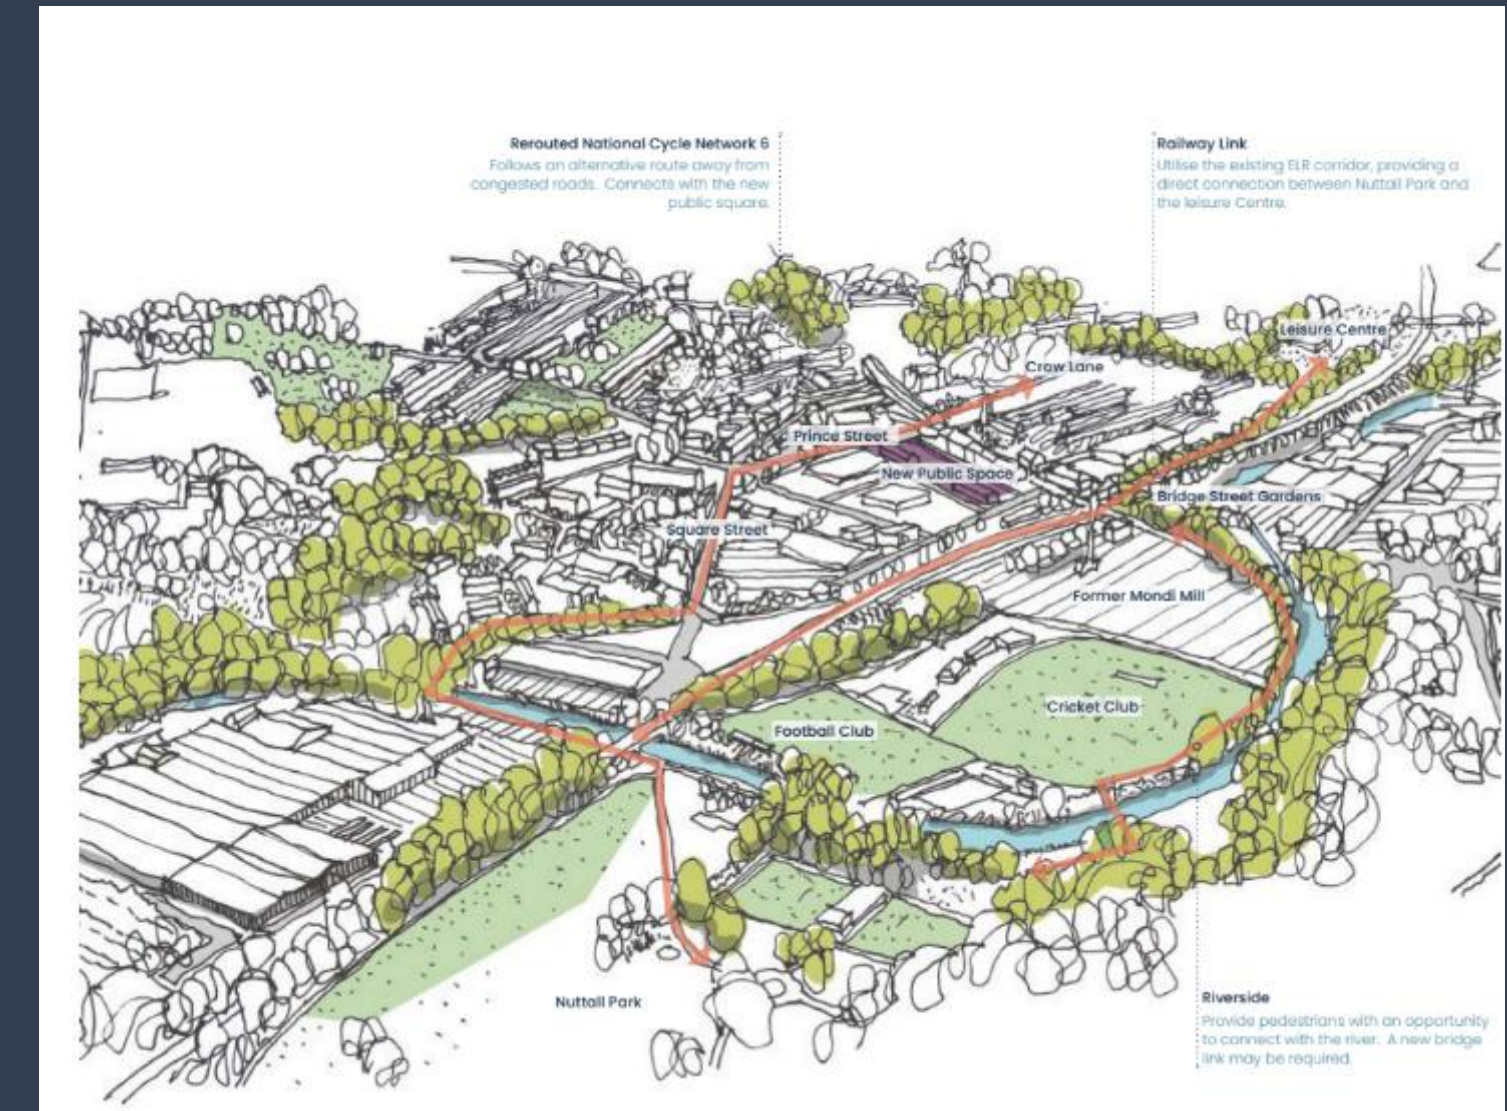 Rerouted National Cycle Network 6
Follows an alternative route away from
congested roads. Connects with the new
public square.
Railway Link
Utilise the existing ELR corridor, providing a
direct connection between Nuttall Park and
the leisure Centre.
Leisure Centre
Crow Lane
Prince Street
New Public Space
Bridge Street Gardens
Square Street
Former Mondi Mill
Cricket Club
Football Club
Nuttall Park
Riverside
Provide pedestrians with an opportunity
to connect with the river. A new bridge
link may be required.